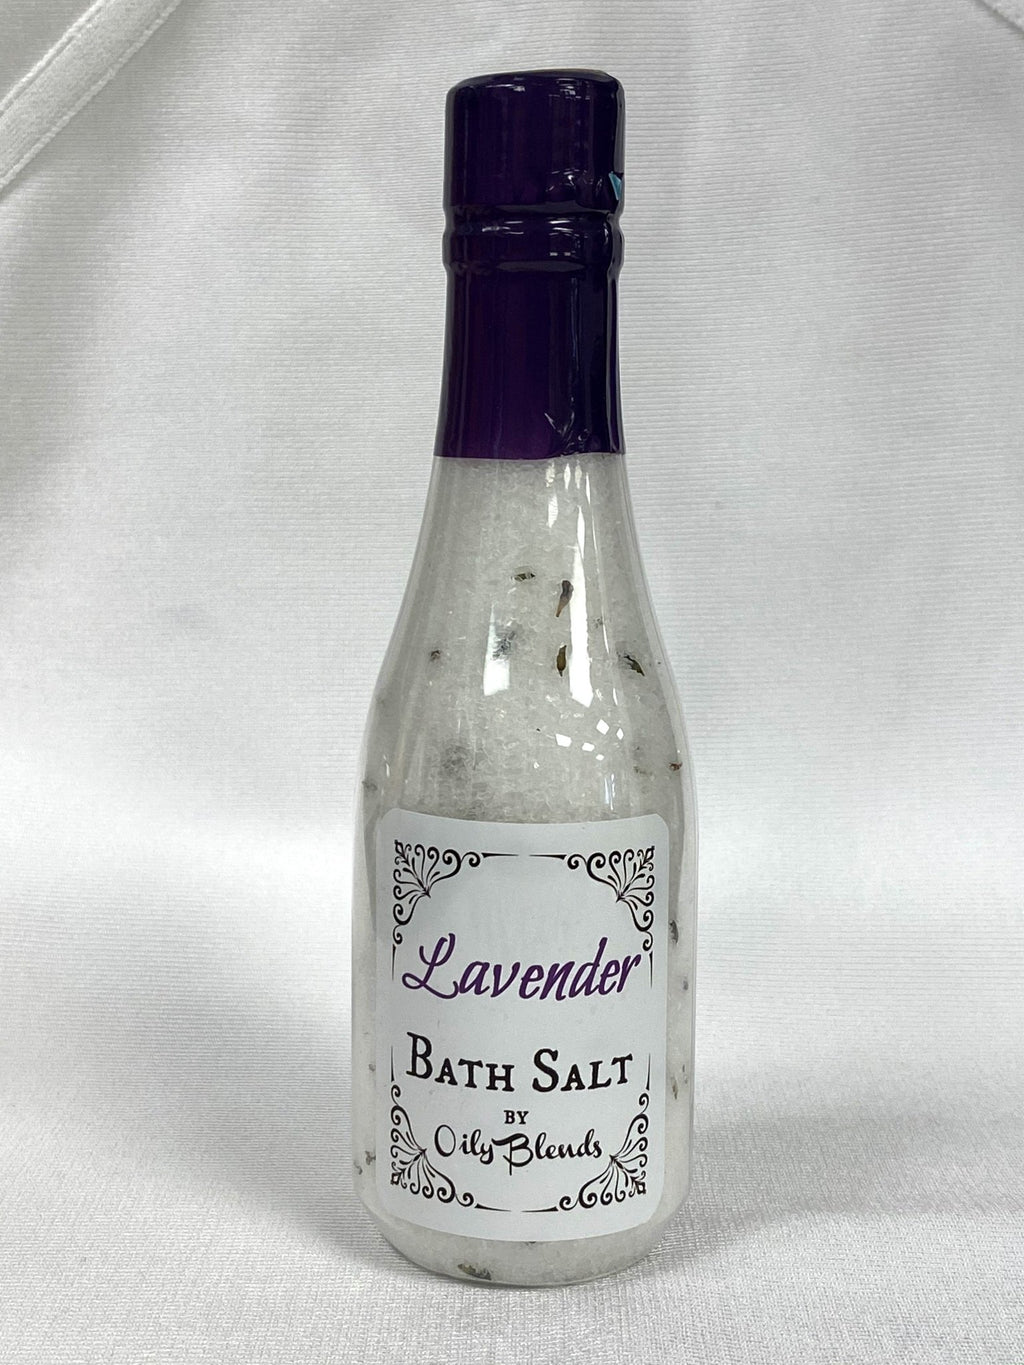 Lavender
BATH SALT
BY
Oily Blends